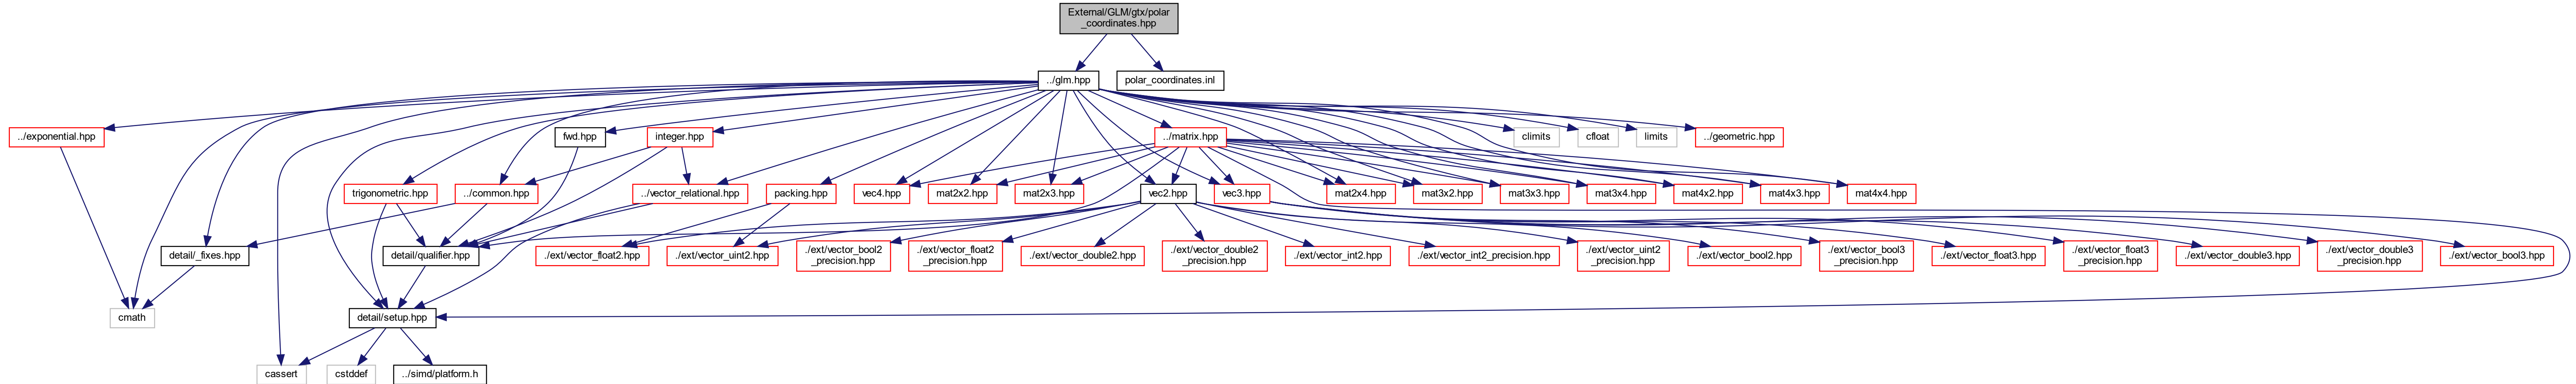 External/GLM/gtx/polar
_coordinates.hpp
../glm.hpp
polar_coordinates.inl
../exponential.hpp
fwd.hpp
integer.hpp
../matrix.hpp
climits
cfloat
limits
../geometric.hpp
trigonometric.hpp
../common.hpp
../vector_relational.hpp
packing.hpp
vec4.hpp
mat2x2.hpp
mat2x3.hpp
vec2.hpp
vec3.hpp
mat2x4.hpp
mat3x2.hpp
mat3x3.hpp
mat3x4.hpp
mat4x2.hpp
mat4x3.hpp
mat4x4.hpp
detail/_fixes.hpp
detail/qualifier.hpp
./ext/vector_float2.hpp
./ext/vector_uint2.hpp
./ext/vector_bool2
_precision.hpp
./ext/vector_float2
_precision.hpp
./ext/vector_double2.hpp
./ext/vector_double2
_precision.hpp
./ext/vector_int2.hpp
./ext/vector_int2_precision.hpp
./ext/vector_uint2
_precision.hpp
./ext/vector_bool2.hpp
./ext/vector_bool3
_precision.hpp
./ext/vector_float3.hpp
./ext/vector_float3
_precision.hpp
./ext/vector_double3.hpp
./ext/vector_double3
_precision.hpp
./ext/vector_bool3.hpp
cmath
detail/setup.hpp
cassert
cstddef
../simd/platform.h